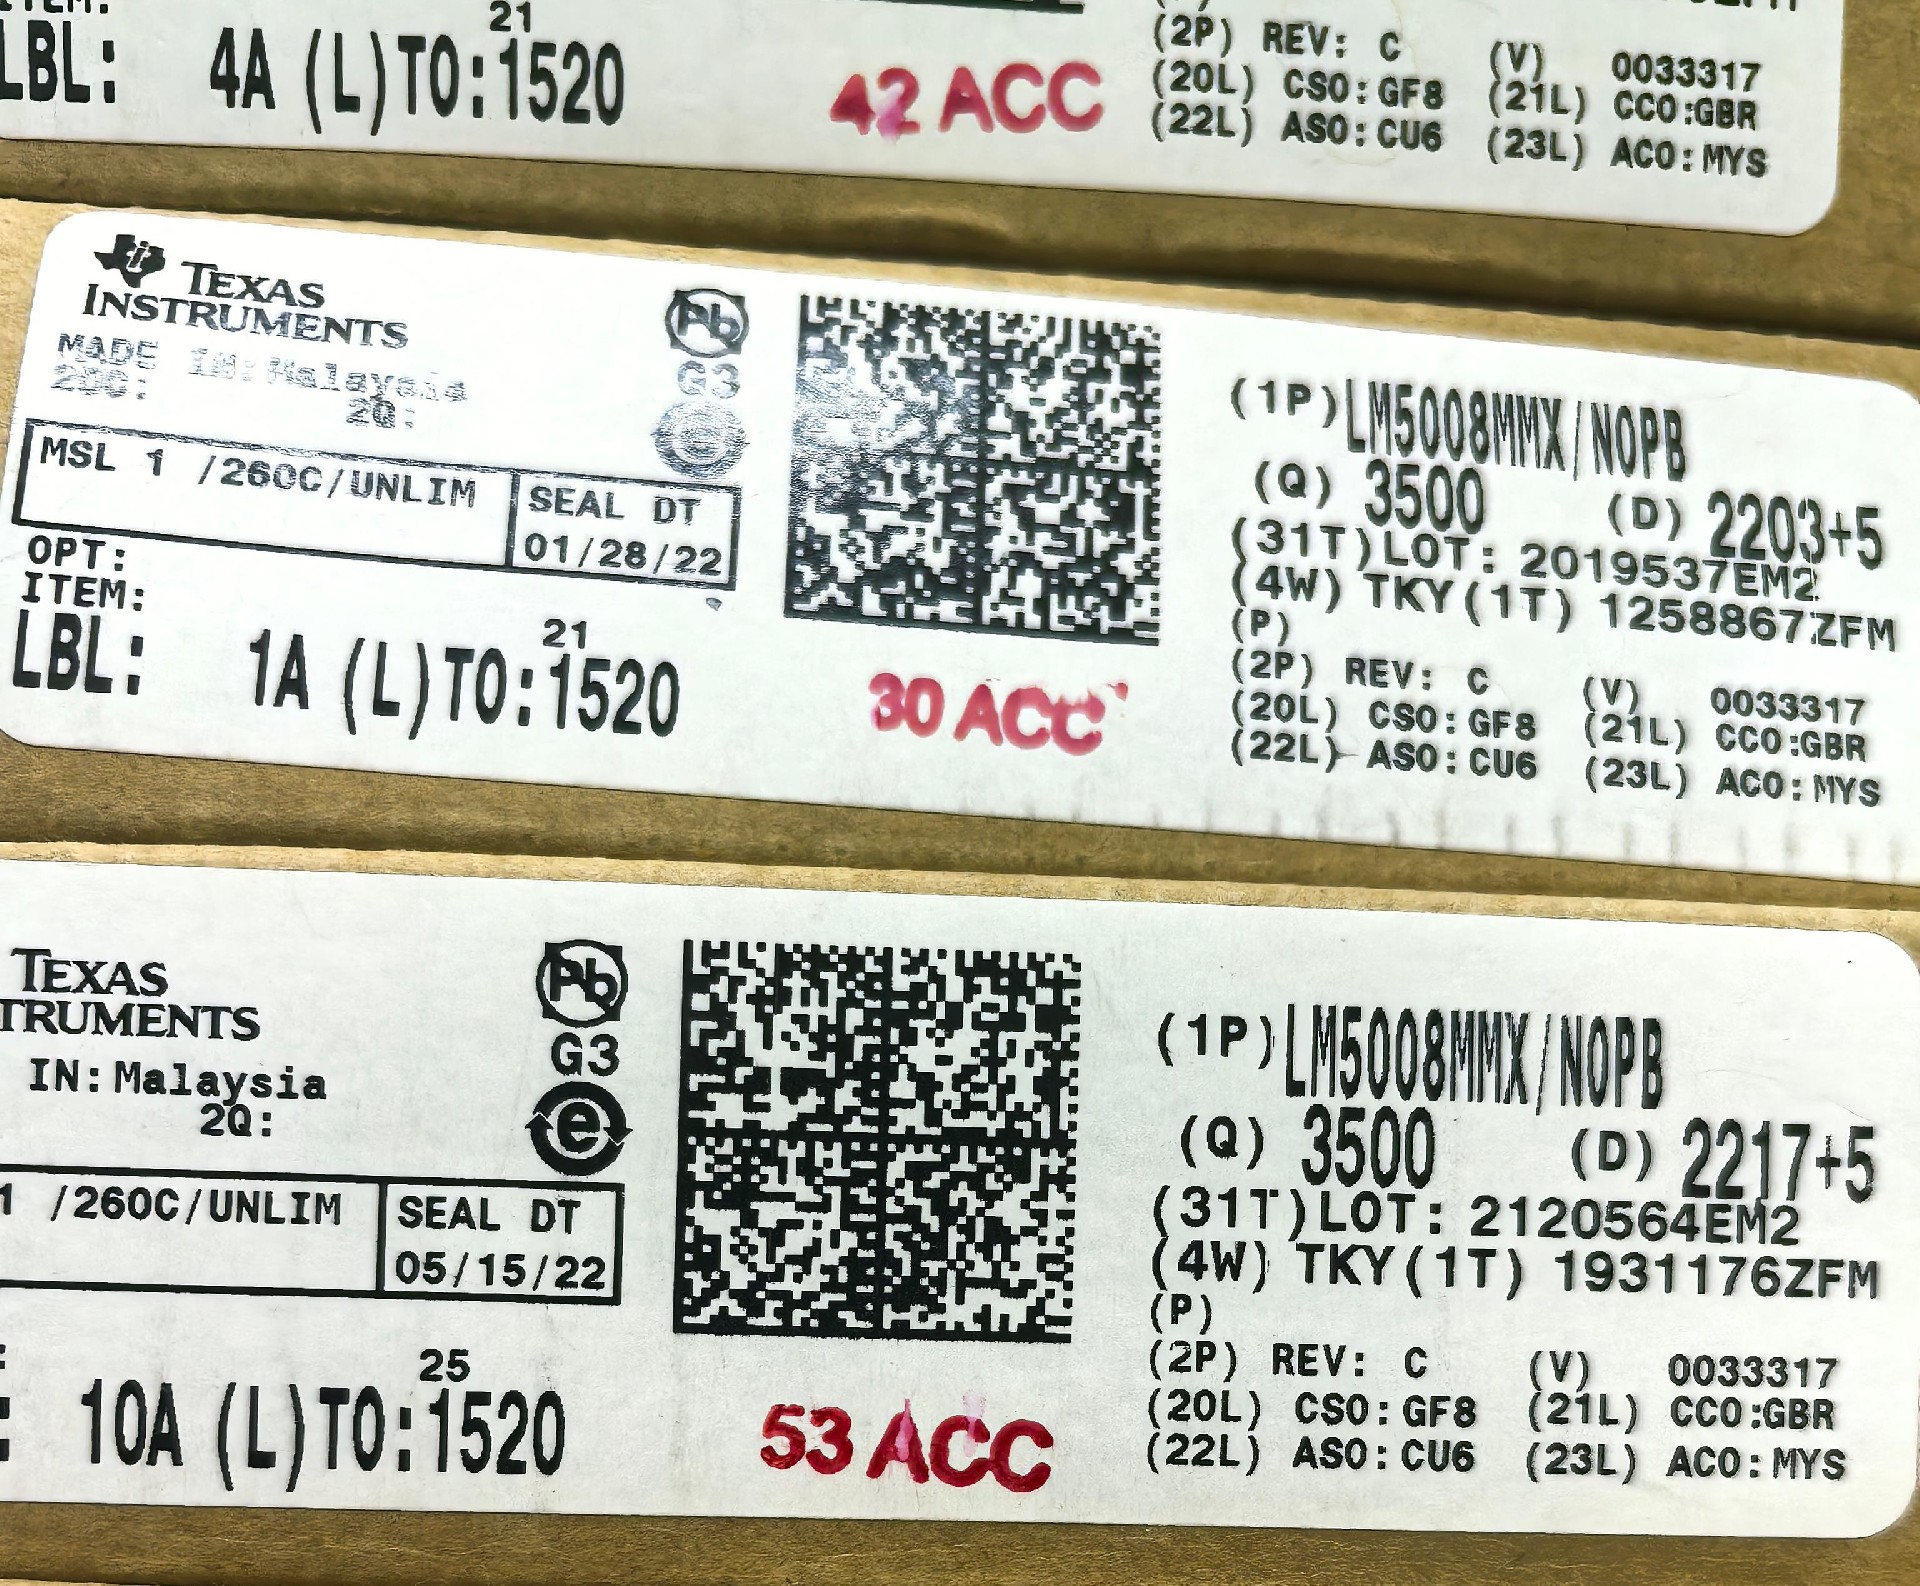 LBL: 4A (L)TO:1520
21
42 ACC
(2P) REV: C (V) 0033317
(20L) CSO:GF8 (21L) CCO:GBR
(22L) ASO:CU6 (23L) ACO:MYS
TEXAS
INSTRUMENTS
MADE IN: Malaysia
2DC: 2Q:
Pb
G3
e
MSL 1 /260C/UNLIM
SEAL DT
01/28/22
OPT:
ITEM:
LBL: 1A (L)TO:1520
21
30 ACC
(1P)LM5008MMX/NOPB
(Q) 3500 (D) 2203+5
(31T)LOT: 2019537EM2
(4W) TKY(1T) 1258867ZFM
(P)
(2P) REV: C (V) 0033317
(20L) CSO:GF8 (21L) CCO:GBR
(22L) ASO:CU6 (23L) ACO:MYS
TEXAS
TRUMENTS
IN: Malaysia
2Q:
Pb
G3
e
1 /260C/UNLIM
SEAL DT
05/15/22
10A (L)TO:1520
25
53 ACC
(1P)LM5008MMX/NOPB
(Q) 3500 (D) 2217+5
(31T)LOT: 2120564EM2
(4W) TKY(1T) 1931176ZFM
(P)
(2P) REV: C (V) 0033317
(20L) CSO:GF8 (21L) CCO:GBR
(22L) ASO:CU6 (23L) ACO:MYS